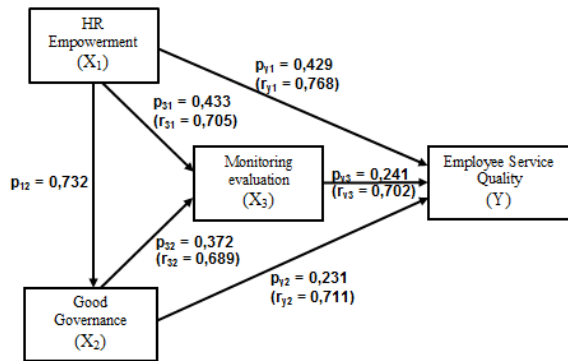 HR
Empowerment
(X₁)
py1 = 0,429
(ry1 = 0,768)
p31 = 0,433
(r31 = 0,705)
Monitoring
evaluation
(X₃)
py3 = 0,241
(ry3 = 0,702)
Employee Service
Quality
(Y)
p12 = 0,732
p32 = 0,372
(r32 = 0,689)
py2 = 0,231
(ry2 = 0,711)
Good
Governance
(X₂)